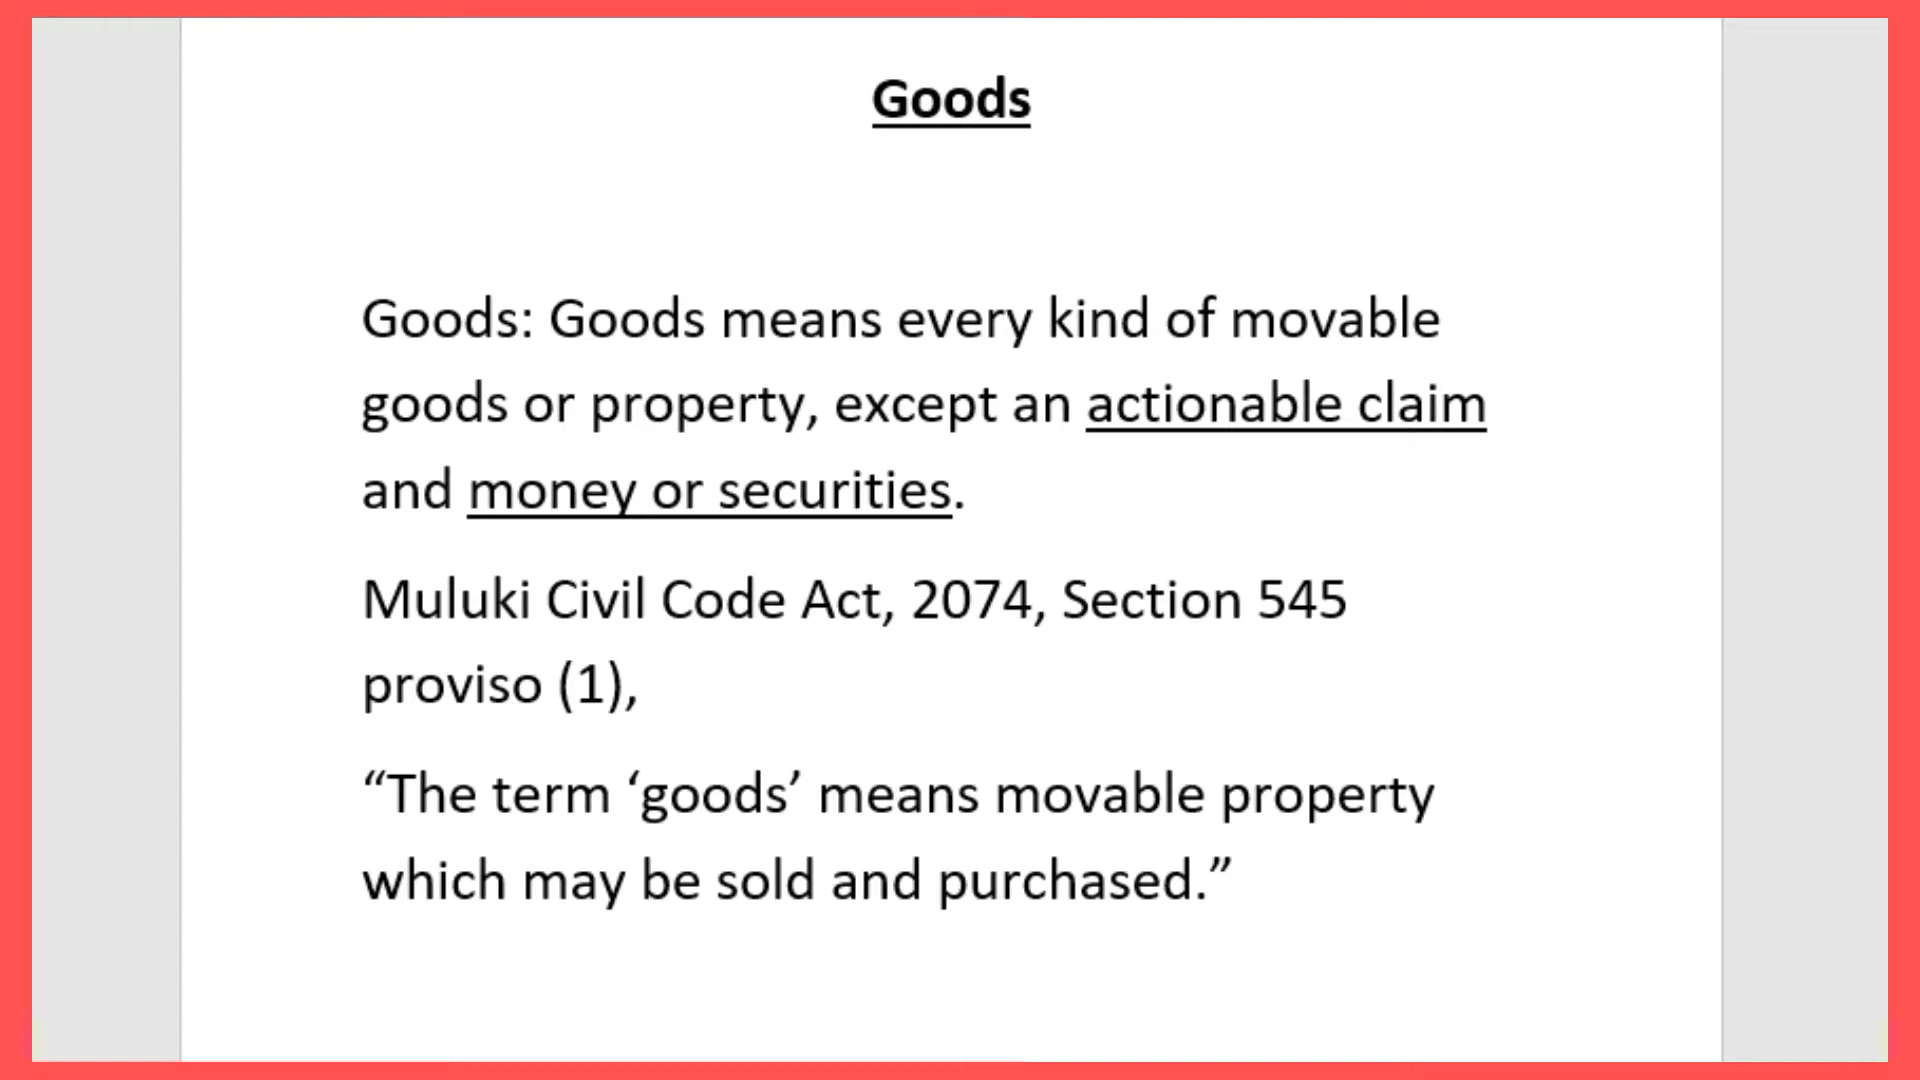 Goods
Goods: Goods means every kind of movable
goods or property, except an actionable claim
and money or securities.
Muluki Civil Code Act, 2074, Section 545
proviso (1),
“The term ‘goods’ means movable property
which may be sold and purchased.”